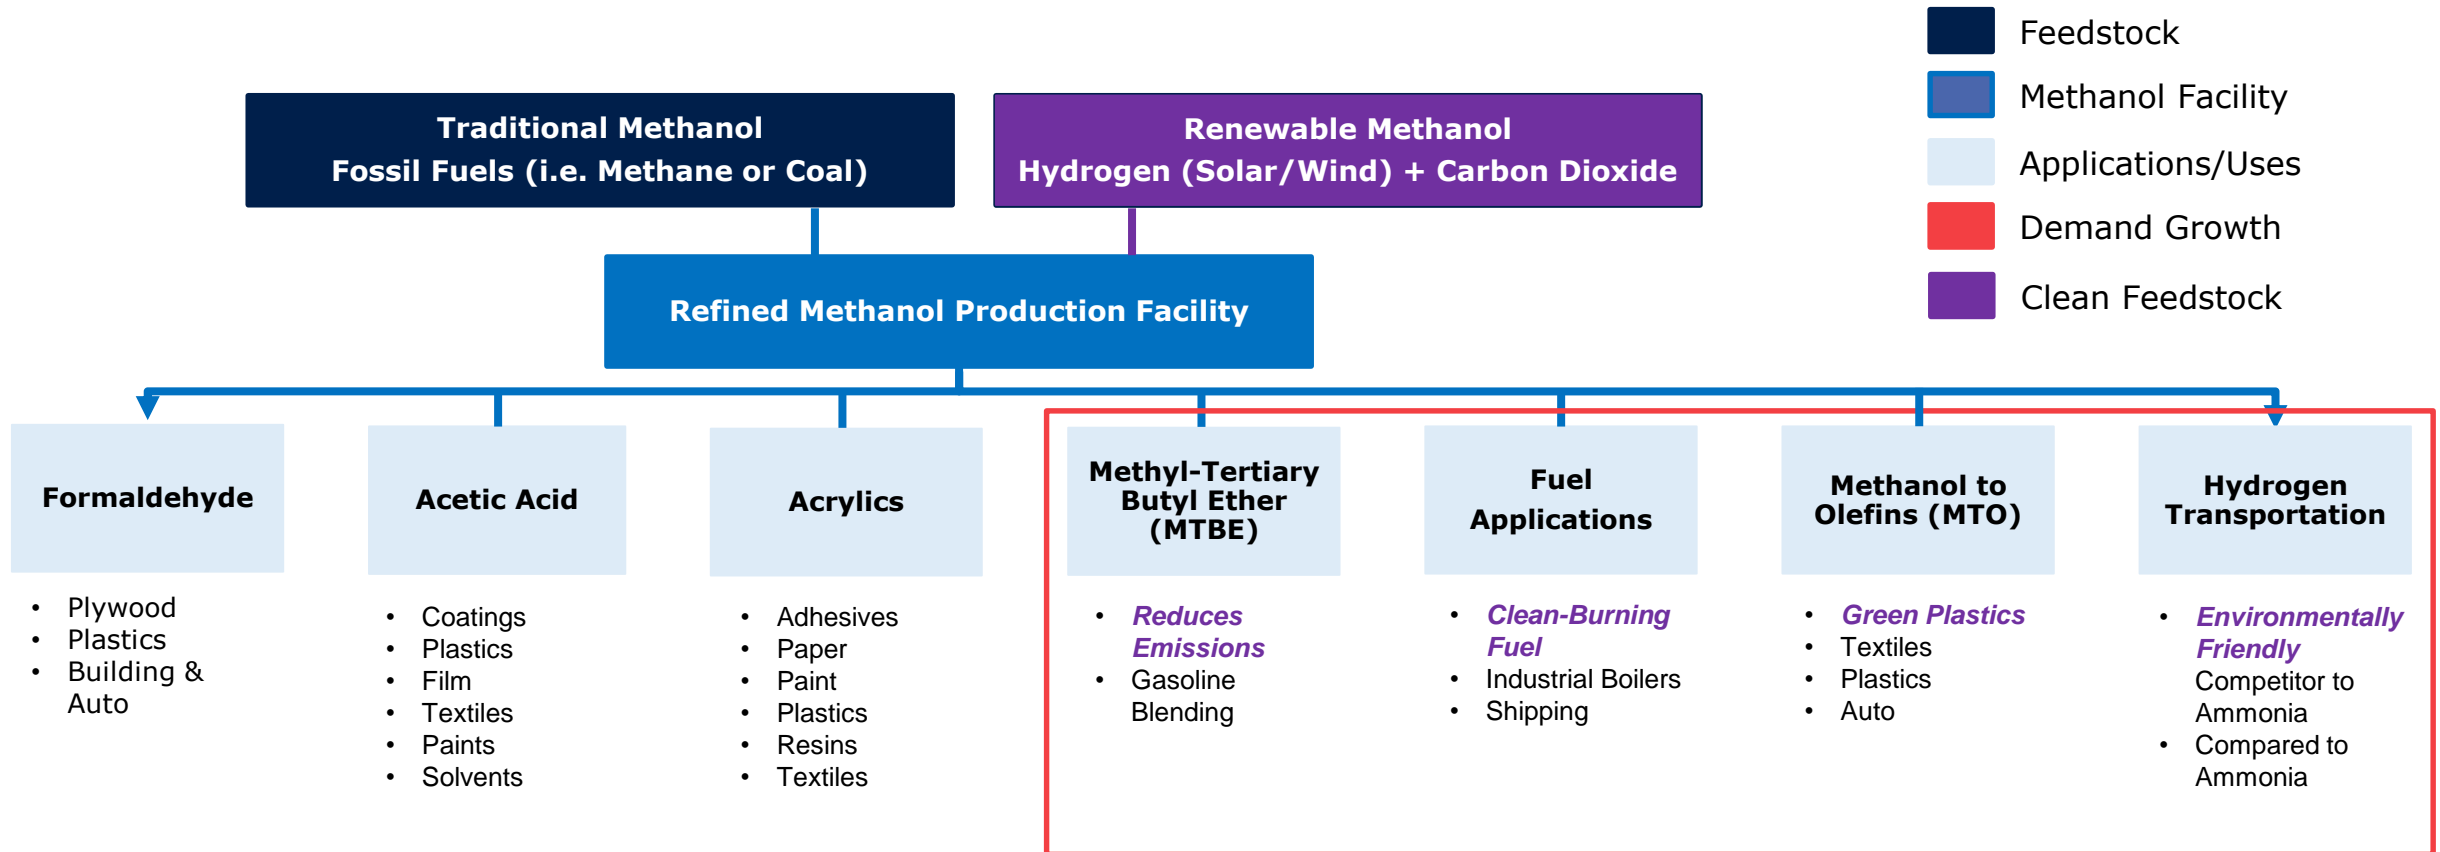 Feedstock
Methanol Facility
Applications/Uses
Demand Growth
Clean Feedstock
Traditional Methanol
Fossil Fuels (i.e. Methane or Coal)
Renewable Methanol
Hydrogen (Solar/Wind) + Carbon Dioxide
Refined Methanol Production Facility
Formaldehyde
• Plywood
• Plastics
• Building &
Auto
Acetic Acid
• Coatings
• Plastics
• Film
• Textiles
• Paints
• Solvents
Acrylics
• Adhesives
• Paper
• Paint
• Plastics
• Resins
• Textiles
Methyl-Tertiary
Butyl Ether
(MTBE)
• Reduces
Emissions
• Gasoline
Blending
Fuel
Applications
• Clean-Burning
Fuel
• Industrial Boilers
• Shipping
Methanol to
Olefins (MTO)
• Green Plastics
• Textiles
• Plastics
• Auto
Hydrogen
Transportation
• Environmentally
Friendly
Competitor to
Ammonia
• Compared to
Ammonia